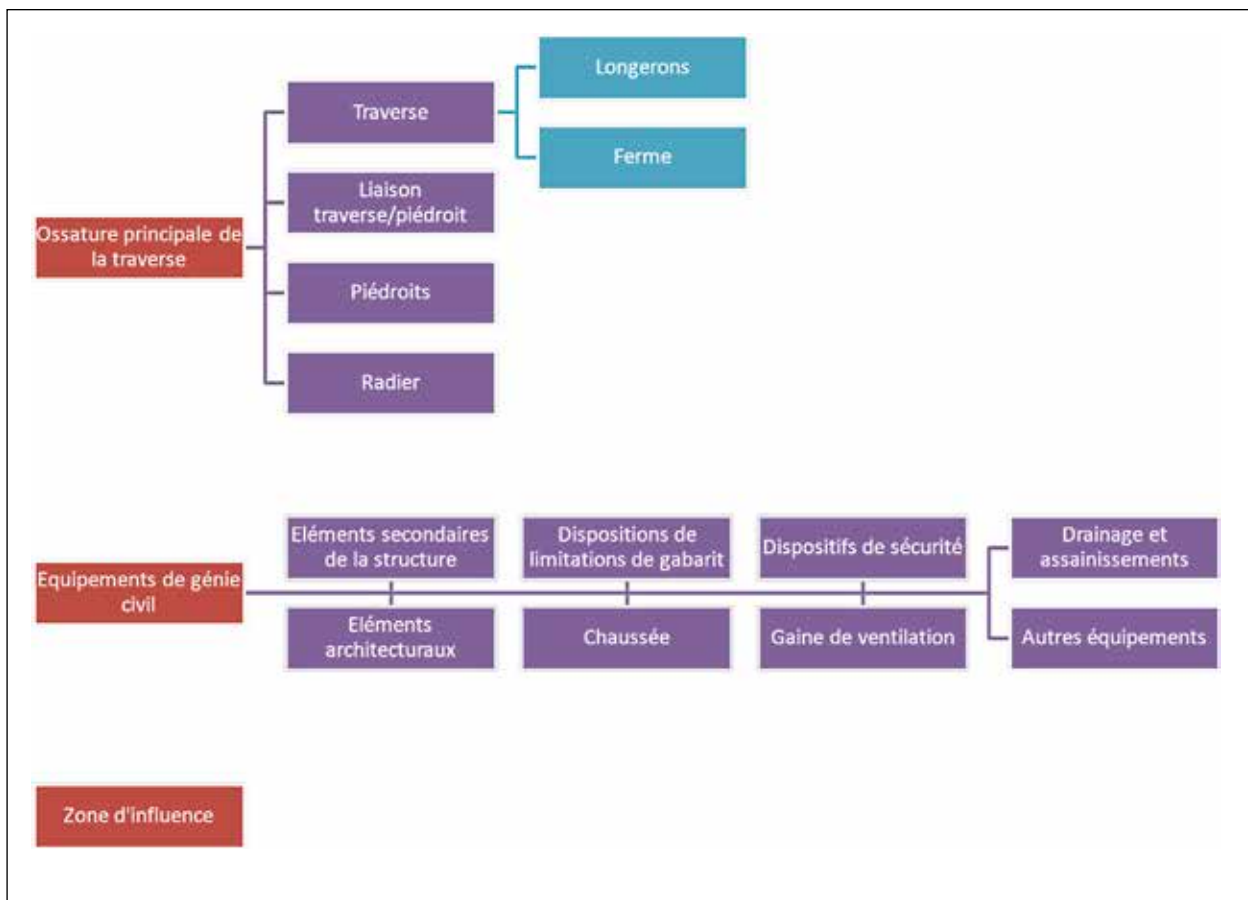 Longerons
Traverse
Ferme
Liaison
traverse/piédroit
Ossature principale de
la traverse
Piédroits
Radier
Eléments secondaires
de la structure
Dispositions de
limitations de gabarit
Dispositifs de sécurité
Drainage et
assainissements
Equipements de génie
civil
Eléments
architecturaux
Chaussée
Gaine de ventilation
Autres équipements
Zone d'influence